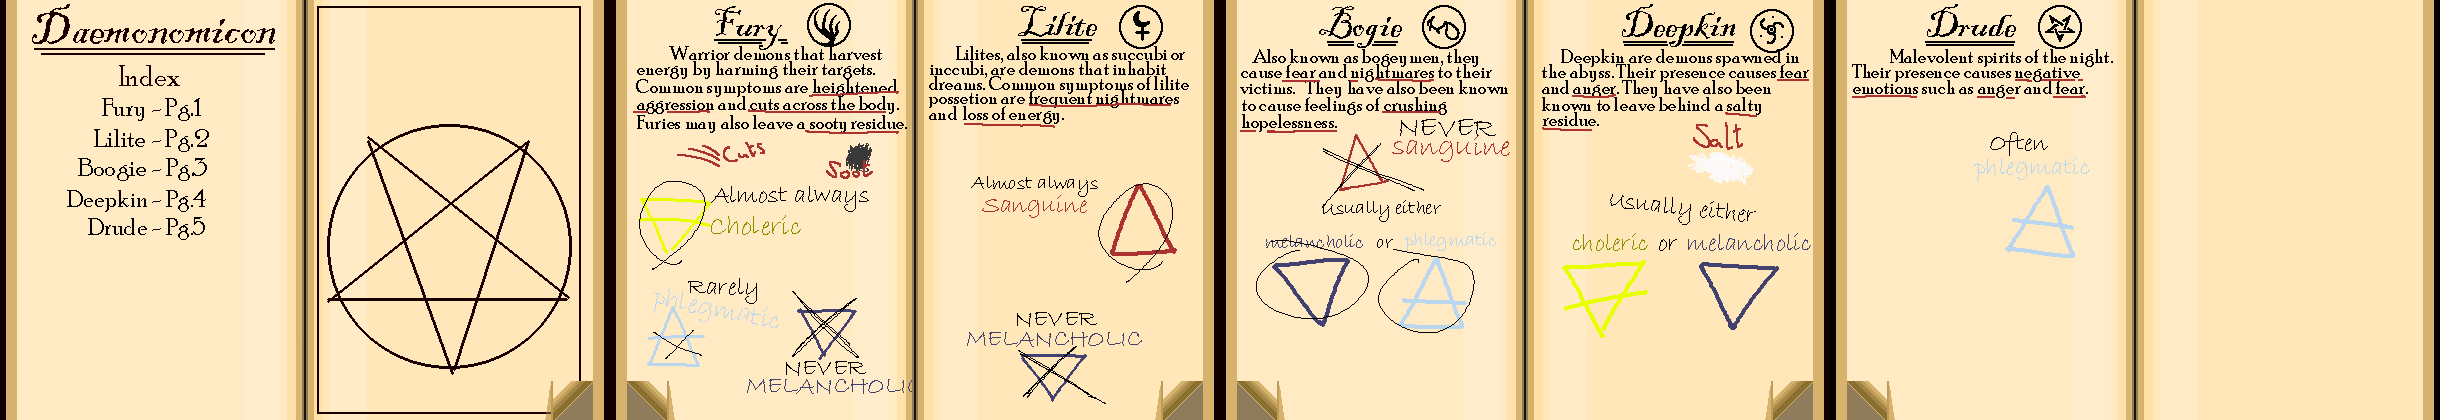 Daemonomicon
Index
Fury - Pg.1
Lilite - Pg.2
Boogie - Pg.3
Deepkin - Pg.4
Drude - Pg.5
Fury
Warrior demons that harvest
energy by harming their targets.
Common symptoms are heightened
aggression and cuts across the body.
Furies may also leave a sooty residue.
Cuts
Soot
Almost always
Choleric
Rarely
phlegmatic
NEVER
MELANCHOLIC
Lilite
Lilites, also known as succubi or
inccubi, are demons that inhabit
dreams. Common symptoms of lilite
possetion are frequent nightmares
and loss of energy.
Almost always
Sanguine
NEVER
MELANCHOLIC
Bogie
Also known as bogey men, they
cause fear and nightmares to their
victims. They have also been known
to cause feelings of crushing
hopelessness.
NEVER
sanguine
usually either
melancholic or phlegmatic
Deepkin
Deepkin are demons spawned in
the abyss. Their presence causes fear
and anger. They have also been
known to leave behind a salty
residue.
Salt
usually either
choleric or melancholic
Drude
Malevolent spirits of the night.
Their presence causes negative
emotions such as anger and fear.
Often
phlegmatic